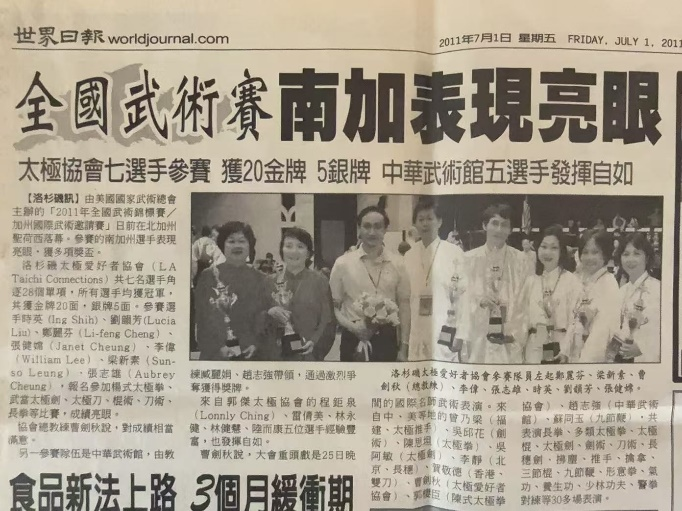 世界日報 worldjournal.com
2011年7月1日 星期五 FRIDAY, JULY 1, 2011
全國武術賽 南加表現亮眼
太極協會七選手參賽 獲20金牌 5銀牌 中華武術館五選手發揮自如
【洛杉磯訊】由美國國家武術總會
主辦的「2011年全國武術錦標賽／
加州國際武術邀請賽」日前在北加州
聖荷西落幕。參賽的南加州選手表現
亮眼，獲多項獎盃。
洛杉磯太極愛好者協會（LA
Taichi Connections）共七名選手角
逐28個單項，所有選手均獲冠軍，
共獲金牌20面，銀牌5面。參賽選
手時英(Ing Shih)、劉韻芳(Lucia
Liu)、鄭麗芬（Li-feng Cheng）、
張健嫦（Janet Cheung）、李偉
（William Lee）、梁新素（Sun-
so Leung）、張志雄（Aubrey
Cheung），報名參加楊式太極拳、
武當太極劍、太極刀、棍術、刀術、
長拳等比賽，成績亮眼。
協會總教練曹劍秋說，對成績相當
滿意。
另一參賽隊伍是中華武術館，由教
洛杉磯太極愛好者協會參賽隊員左起鄭麗芬、梁新素、曹
劍秋（總教練）、李偉、張志雄、時英、劉韻芳、張健嫦。
練臧麗娟、趙志強帶領，通過激烈爭
奪獲得獎牌。
來自郭傑太極協會的程鉅泉
（Lonnly Ching）、雷倩美、林永
健、林健慧、陸而康五位選手經驗豐
富，也發揮自如。
曹劍秋說，大會重頭戲是25日晚
間的國際名師武術表演。來
自中、美等地的曾乃梁（福
建、太極推手）、吳邱花（劍
術）、陳思坦（太極拳）、吳
阿敏（太極劍）、李靜（北
京、長穗）、賀敬德（香港、
雙刀）、曹劍秋（太極愛好者
協會）、郭
臣（陳式太極拳
協會）、趙志強（中華武術
館）、蘇同玉（九節鞭），共
表演長拳、多類太極拳、太極
棍、太極劍、劍術、刀術、長
穗劍、拂塵、推手、擒拿、
三節棍、九節鞭、形意拳、氣
功、養生功、少林功夫、雙拳
對練等30多場表演。
食品新法上路 3個月緩衝期